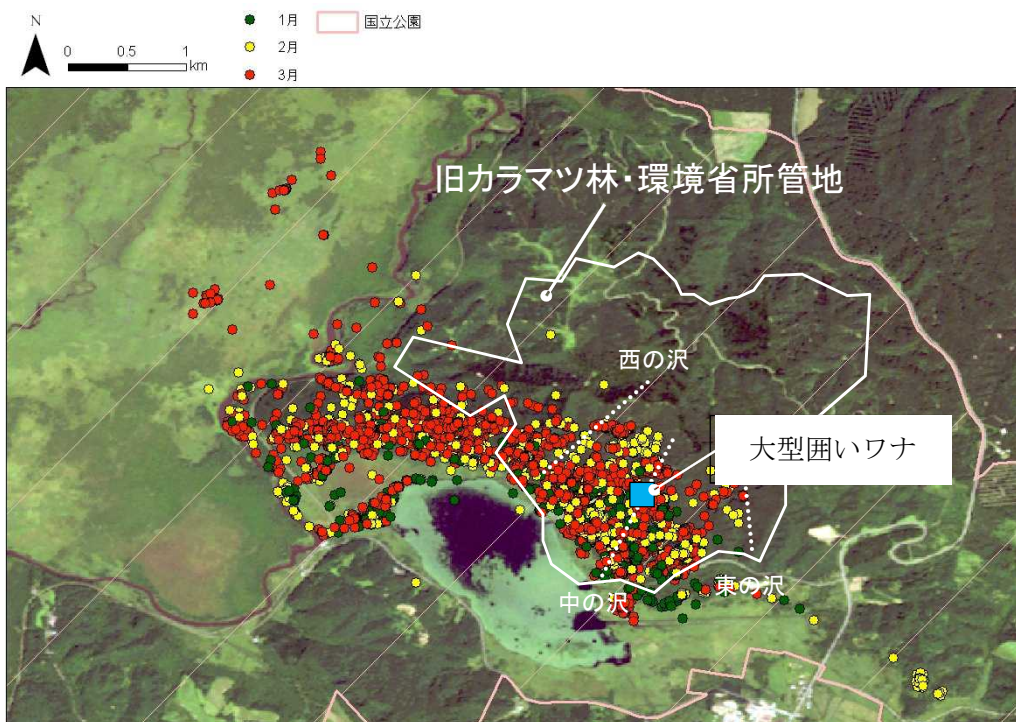 N
0 0.5 1
km
1月
2月
3月
国立公園
旧カラマツ林・環境省所管地
西の沢
大型囲いワナ
中の沢
東の沢